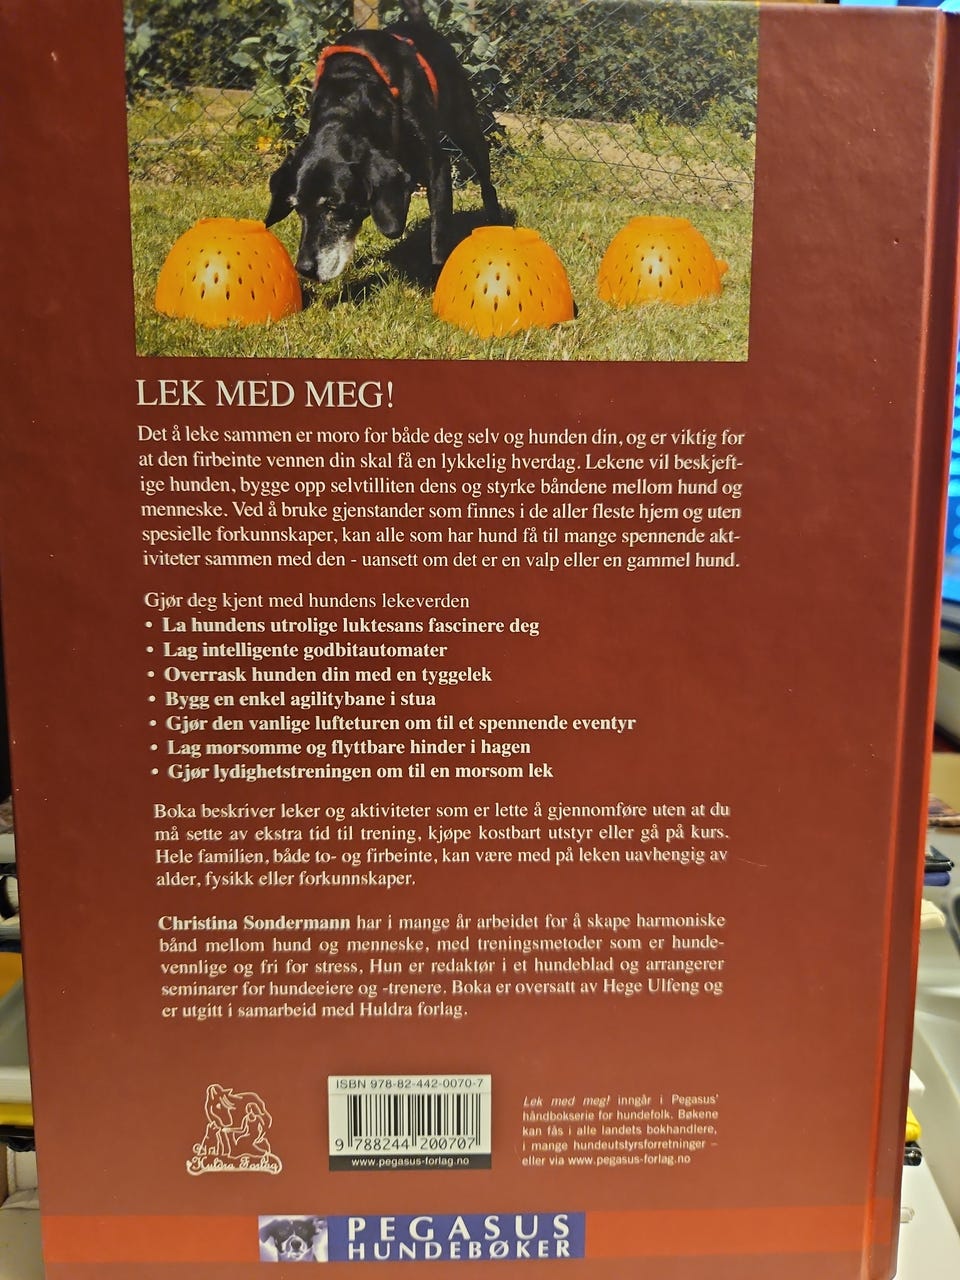 LEK MED MEG!
Det å leke sammen er moro for både deg selv og hunden din, og er viktig for
at den firbeinte vennen din skal få en lykkelig hverdag. Lekene vil beskjeft-
ige hunden, bygge opp selvtilliten dens og styrke båndene mellom hund og
menneske. Ved å bruke gjenstander som finnes i de aller fleste hjem og uten
spesielle forkunnskaper, kan alle som har hund få til mange spennende akt-
iviteter sammen med den - uansett om det er en valp eller en gammel hund.
Gjør deg kjent med hundens lekeverden
• La hundens utrolige luktesans fascinere deg
• Lag intelligente godbitautomater
• Overrask hunden din med en tyggelek
• Bygg en enkel agilitybane i stua
• Gjør den vanlige lufteturen om til et spennende eventyr
• Lag morsomme og flyttbare hinder i hagen
• Gjør lydighetstreningen om til en morsom lek
Boka beskriver leker og aktiviteter som er lette å gjennomføre uten at du
må sette av ekstra tid til trening, kjøpe kostbart utstyr eller gå på kurs.
Hele familien, både to- og firbeinte, kan være med på leken uavhengig av
alder, fysikk eller forkunnskaper.
Christina Sondermann har i mange år arbeidet for å skape harmoniske
bånd mellom hund og menneske, med treningsmetoder som er hunde-
vennlige og fri for stress, Hun er redaktør i et hundeblad og arrangerer
seminarer for hundeeiere og -trenere. Boka er oversatt av Hege Ulfeng og
er utgitt i samarbeid med Huldra forlag.
Huldra Forlag
ISBN 978-82-442-0070-7
9 788244 200707
www.pegasus-forlag.no
Lek med meg! inngår i Pegasus'
håndbokserie for hundefolk. Bøkene
kan fås i alle landets bokhandlere,
i mange hundeutstyrsforretninger –
eller via www.pegasus-forlag.no
PEGASUS
HUNDEBØKER